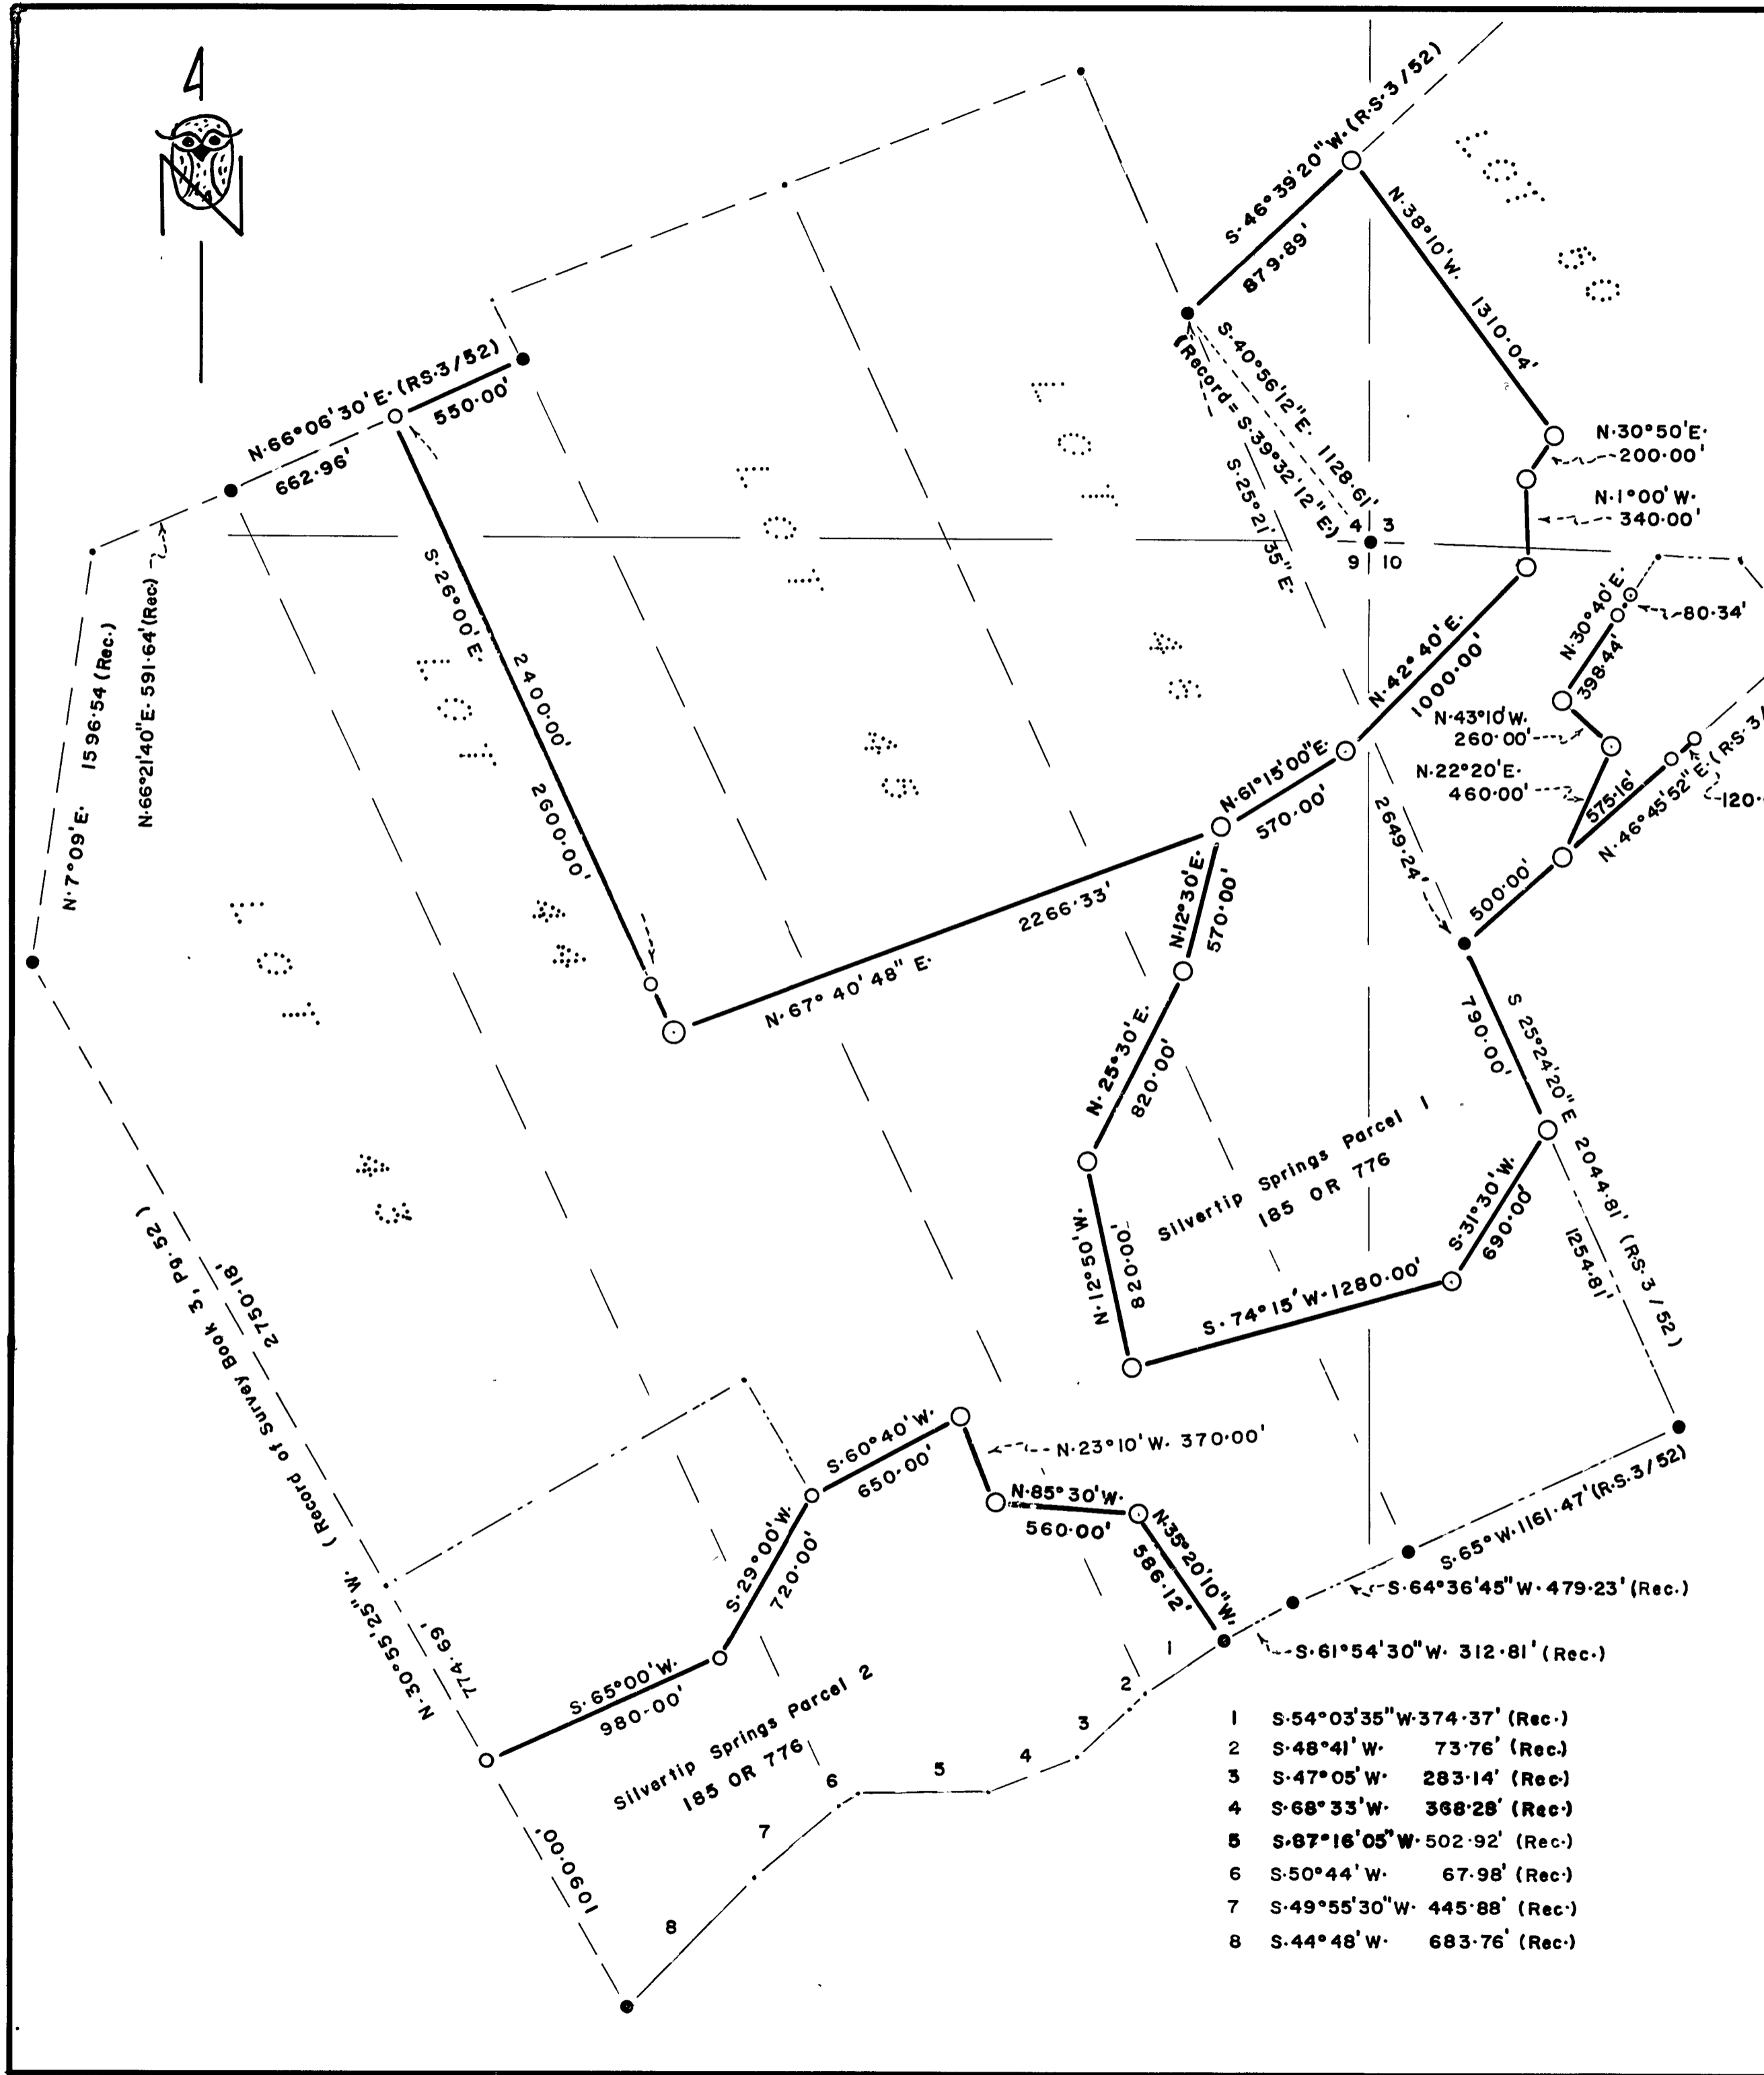 N
S.46°39'20"W. (R.S.3/52)
879.89'
LOT 50
N.38°10'W. 1310.04'
N.66°06'30"E. (RS.3/52)
662.96'
550.00'
S.40°56'12"E. 1128.61'
(Record = S.39°32'12"E.)
S.25°21'35"E.
2649.24'
N.30°50'E.
200.00'
N.1°00'W.
340.00'
4 3
9 10
LOT 46
LOT 45
LOT 44
LOT 43
S.26°00'E. 2400.00'
2600.00'
N.7°09'E. 1596.54 (Rec.)
N.66°21'40"E. 591.64' (Rec.)
N.30°40'E.
398.44'
80.34'
N.42°40'E.
1000.00'
N.43°10'W.
260.00'
N.22°20'E.
460.00'
575.16'
N.46°45'52"E. (R.S.3/
120.
500.00'
N.61°15'00"E.
570.00'
N.67°40'48"E. 2266.33'
N.12°30'E.
570.00'
N.25°30'E.
820.00'
S 25°24'20"E 2044.81' (R.S.3/52)
790.00'
1254.81'
Silvertip Springs Parcel 1
185 OR 776
N.12°50'W.
820.00'
S.31°30'W.
690.00'
S.74°15'W.1280.00'
(Record of Survey Book 3, Pg.52)
2750.18'
N.30°55'25"W.
774.69'
S.60°40'W.
650.00'
N.23°10'W. 370.00'
N.85°30'W.
560.00'
N.35°20'10"W.
586.12'
S.65°W.1161.47' (R.S.3/52)
S.64°36'45"W.479.23' (Rec.)
S.61°54'30"W. 312.81' (Rec.)
S.29°00'W.
720.00'
S.65°00'W.
980.00'
Silvertip Springs Parcel 2
185 OR 776
1090.00'
1
2
3
4
5
6
7
8
1 S.54°03'35"W.374.37' (Rec.)
2 S.48°41'W. 73.76' (Rec.)
3 S.47°05'W. 283.14' (Rec.)
4 S.68°33'W. 368.28' (Rec.)
5 S.87°16'05"W.502.92' (Rec.)
6 S.50°44'W. 67.98' (Rec.)
7 S.49°55'30"W. 445.88' (Rec.)
8 S.44°48'W. 683.76' (Rec.)